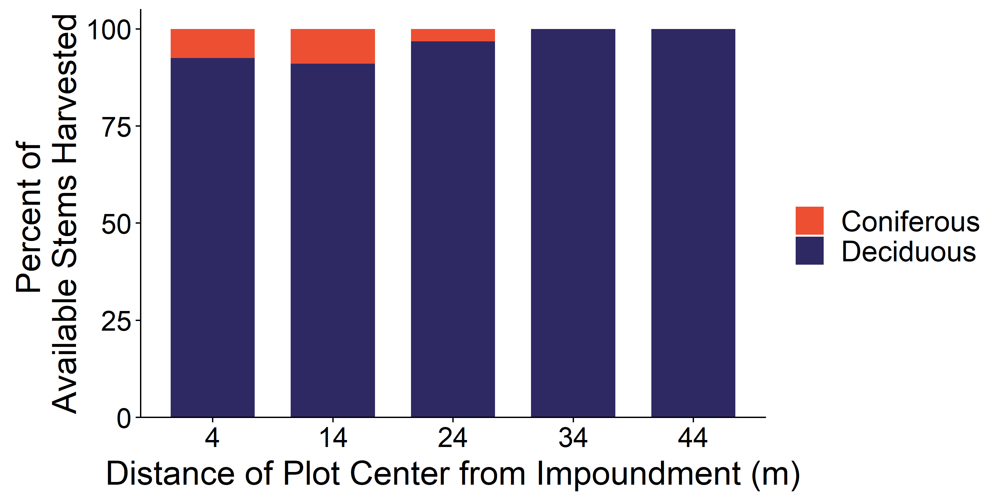 Percent of
Available Stems Harvested
100
75
50
25
0
4
14
24
34
44
Distance of Plot Center from Impoundment (m)
Coniferous
Deciduous